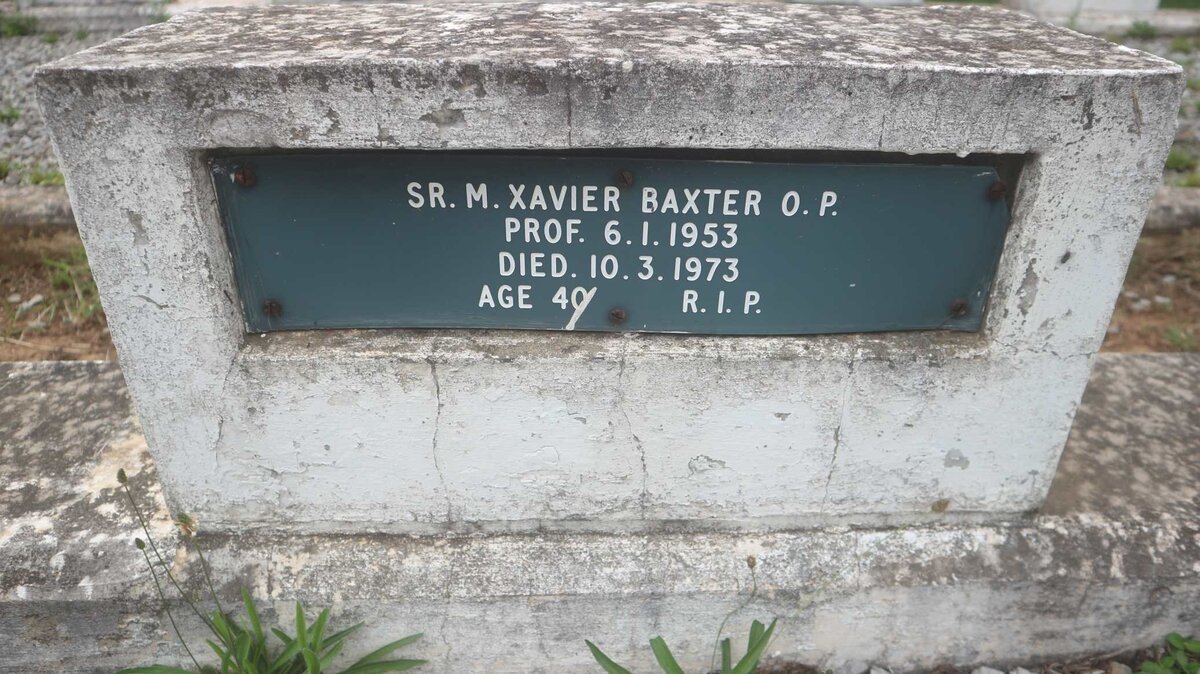 SR. M. XAVIER BAXTER O. P.
PROF. 6. 1. 1953
DIED. 10. 3. 1973
AGE 40 R. I. P.